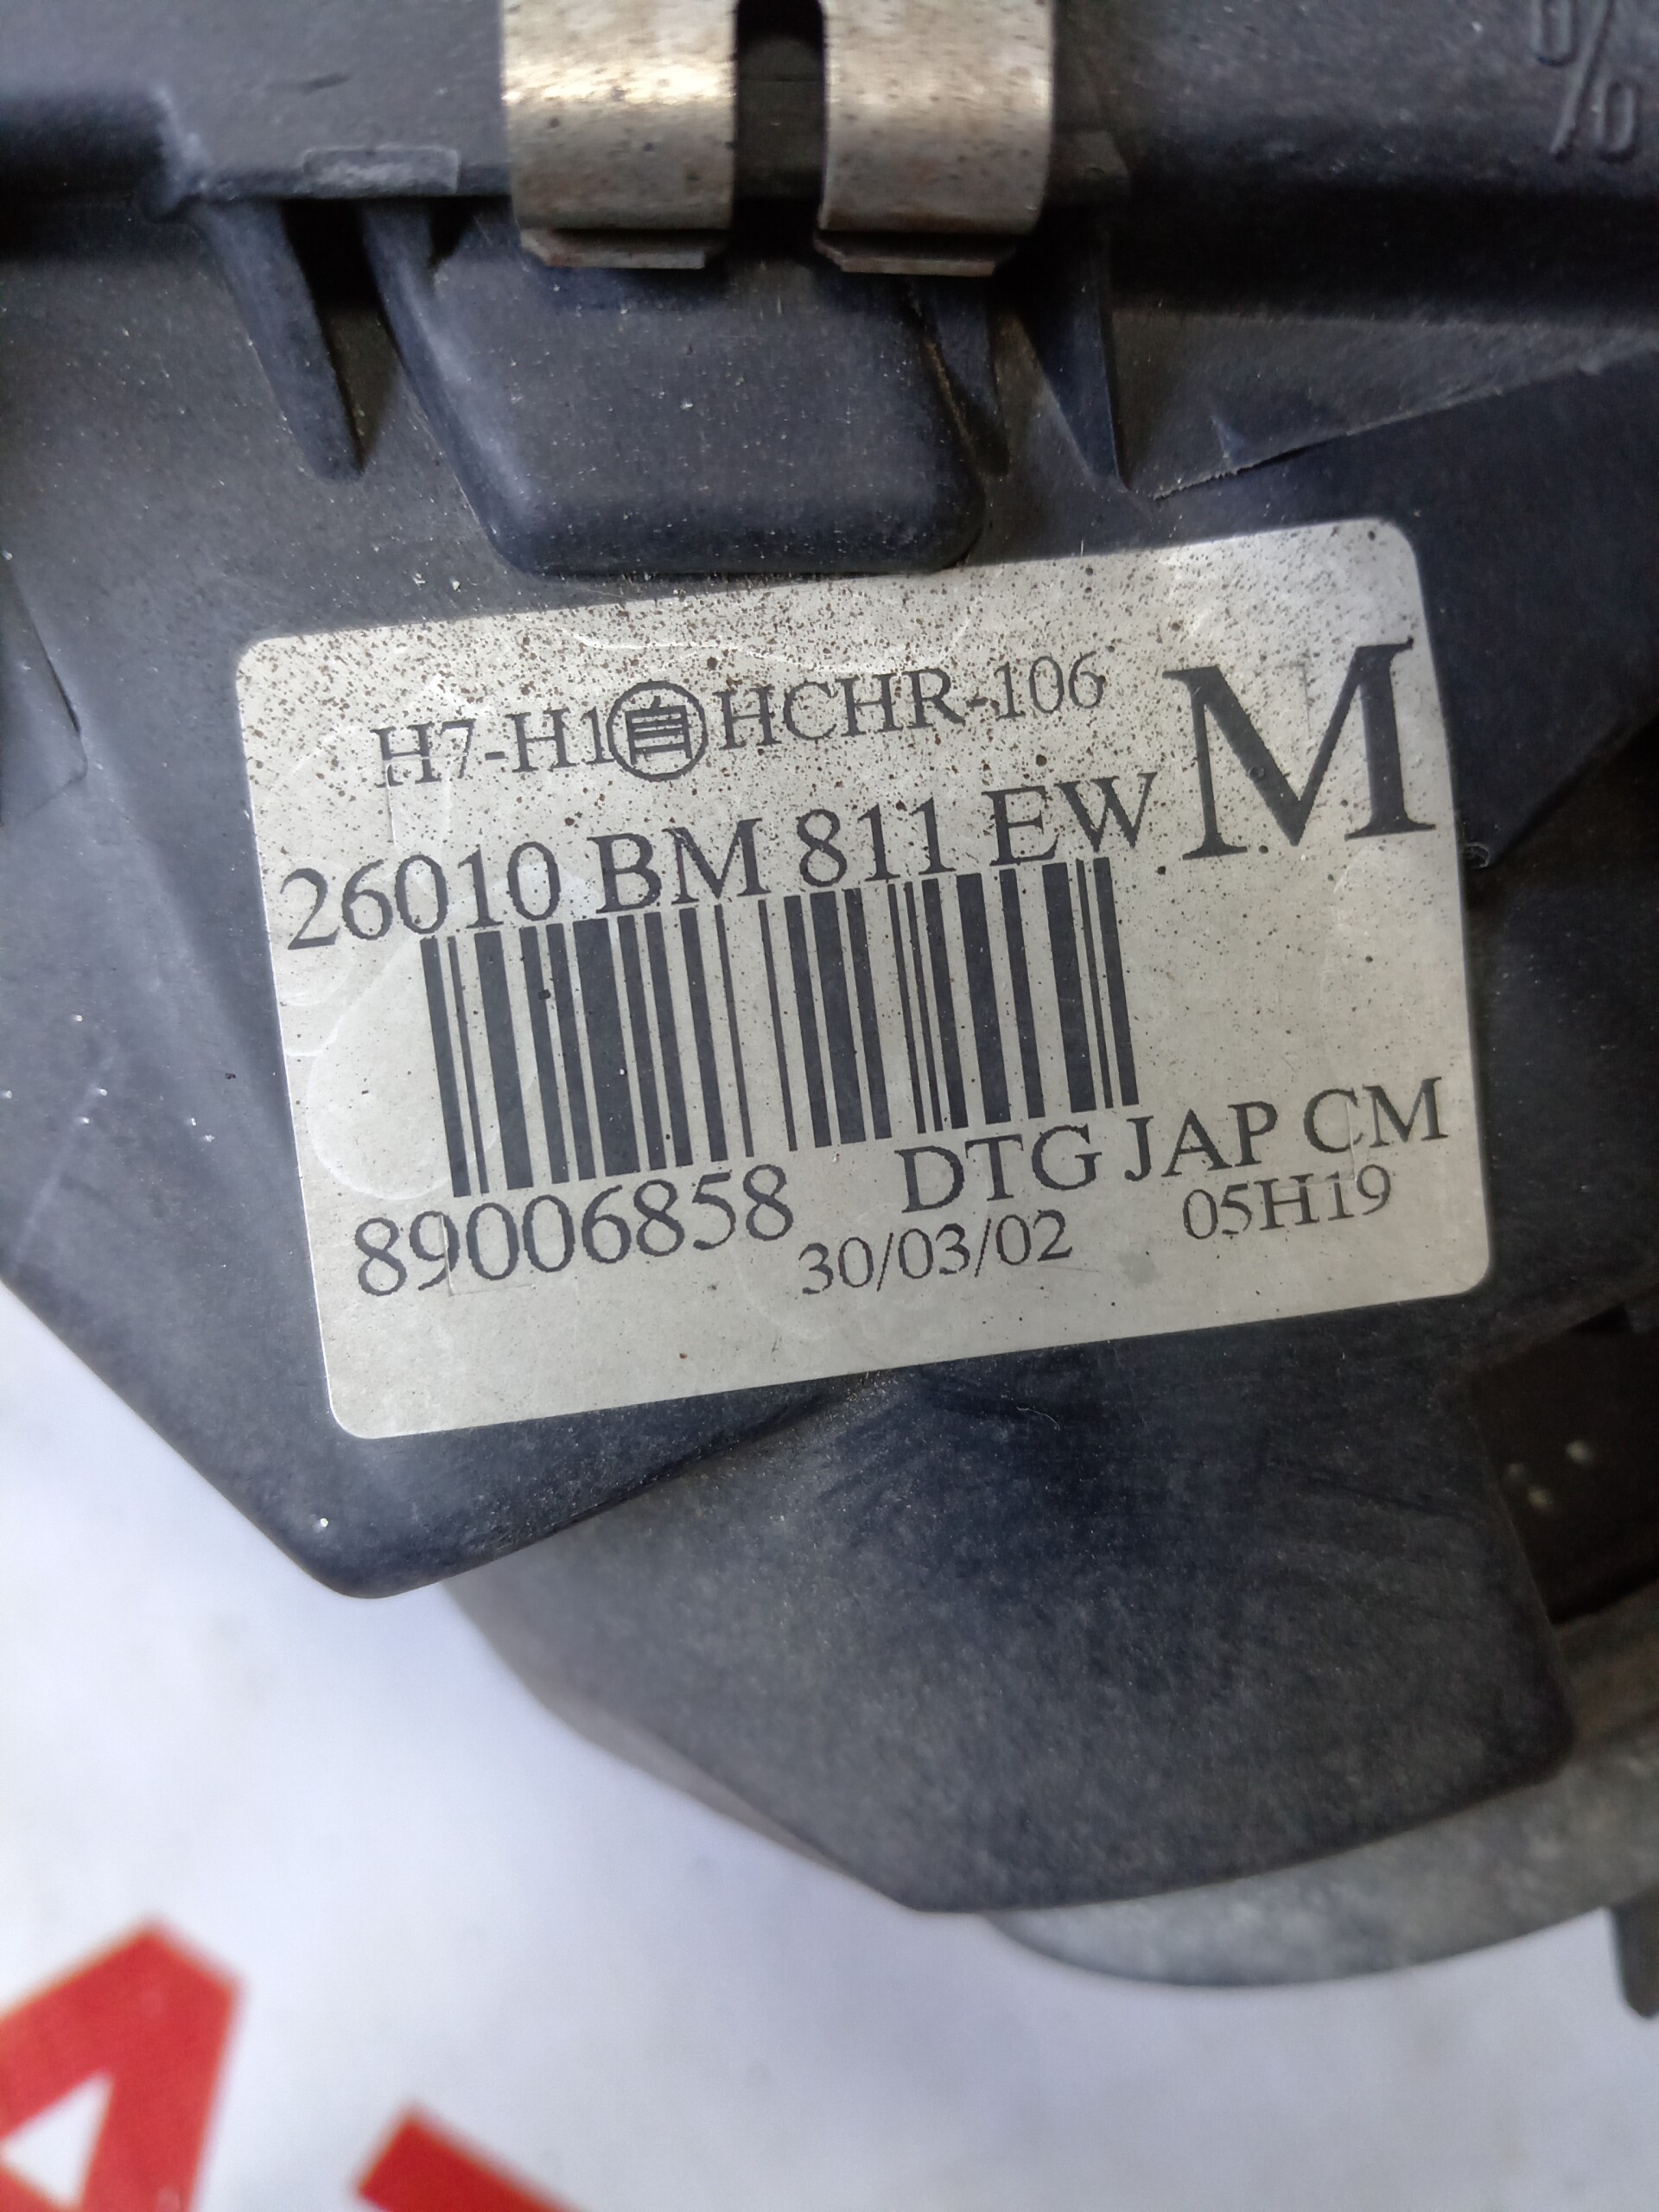 %
H7-H1 自 HCHR-106
M
26010 BM 811 EW
89006858 DTG JAP CM
30/03/02 05H19